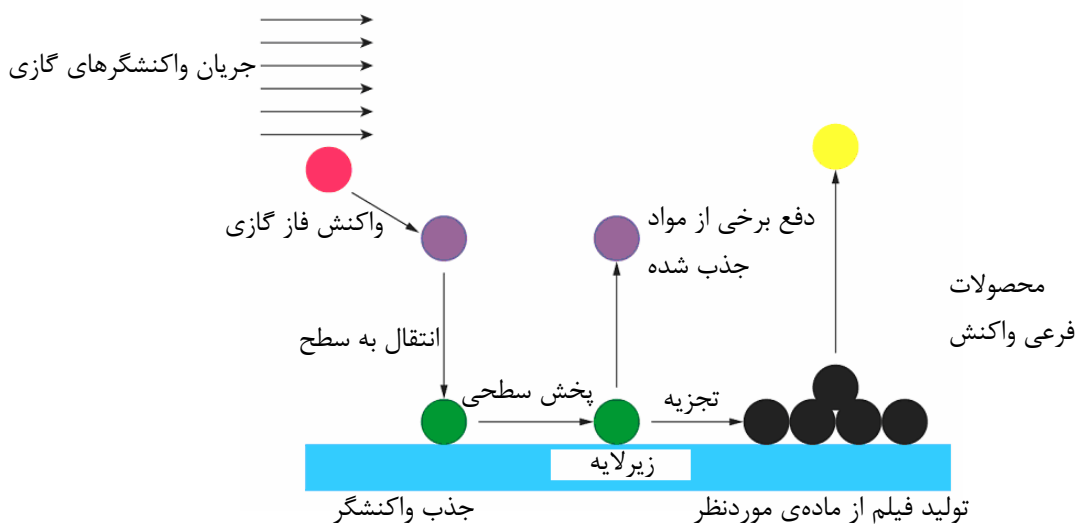 جریان واکنشگرهای گازی
واکنش فاز گازی
دفع برخی از مواد
جذب شده
محصولات
فرعی واکنش
انتقال به سطح
پخش سطحی
تجزیه
زیرلایه
جذب واکنشگر
تولید فیلم از ماده‌ی موردنظر